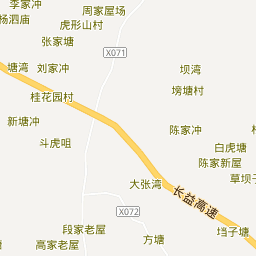 李家冲
周家屋场
杨泗庙
虎形山村
张家塘
X071
塘湾
刘家冲
坝湾
桂花园村
塝塘村
新塘冲
陈家冲
斗虎咀
白虎塘
陈家新屋
大张湾
草坝子
长益高速
X072
段家老屋
垱子塘
方塘
高家老屋